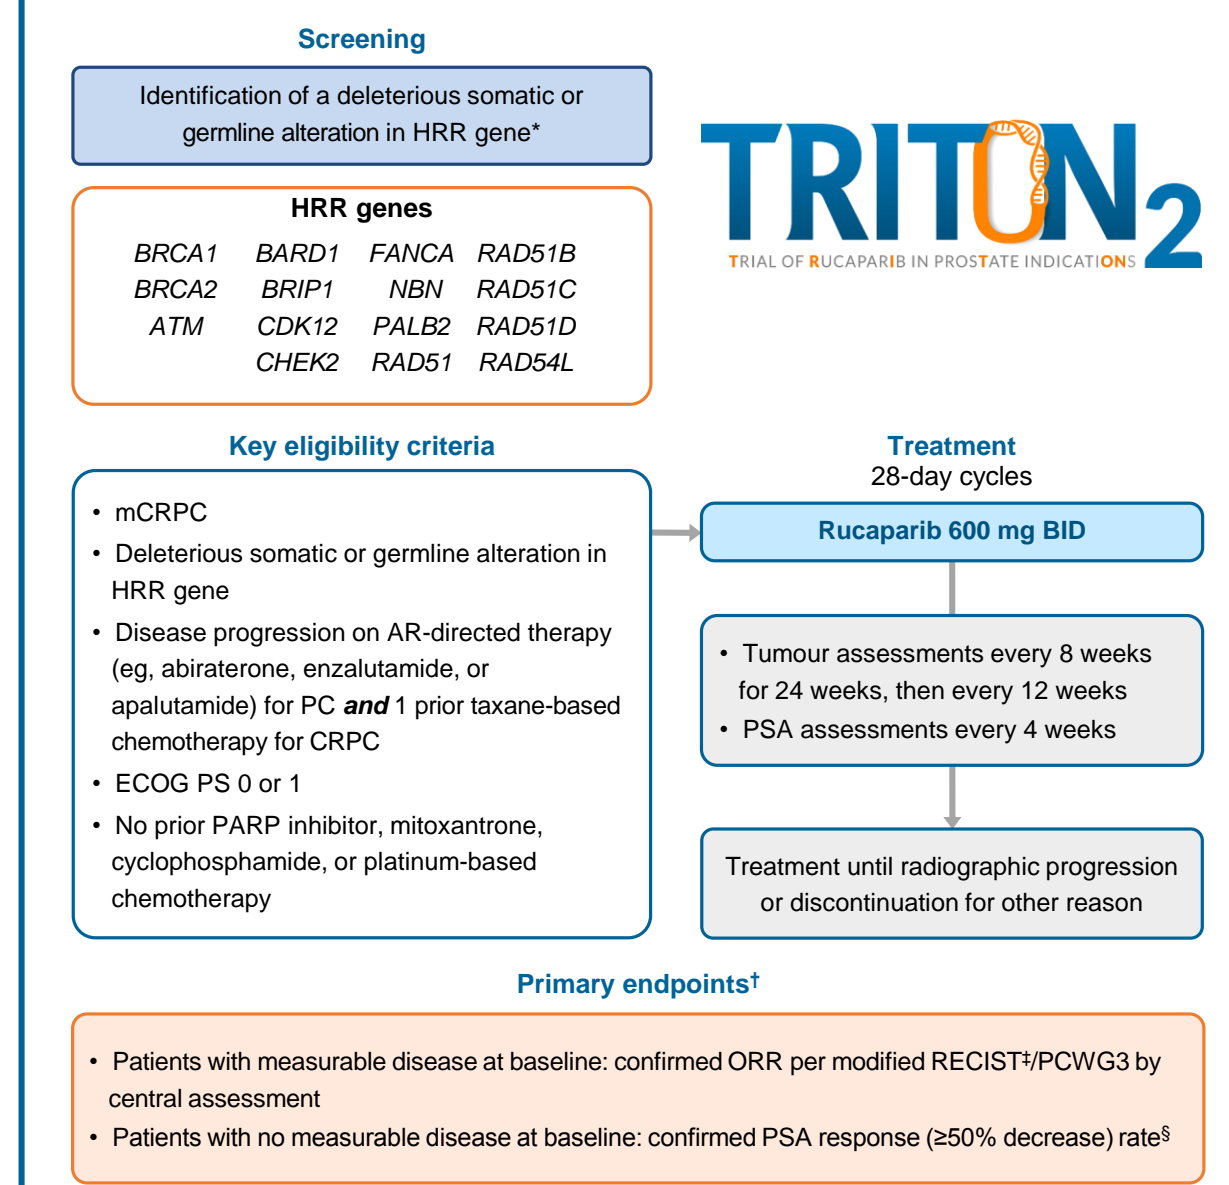 Screening
Identification of a deleterious somatic or
germline alteration in HRR gene*
TRITON2
TRIAL OF RUCAPARIB IN PROSTATE INDICATIONS
HRR genes
BRCA1 BARD1 FANCA RAD51B
BRCA2 BRIP1 NBN RAD51C
ATM CDK12 PALB2 RAD51D
CHEK2 RAD51 RAD54L
Key eligibility criteria
• mCRPC
• Deleterious somatic or germline alteration in
HRR gene
• Disease progression on AR-directed therapy
(eg, abiraterone, enzalutamide, or
apalutamide) for PC and 1 prior taxane-based
chemotherapy for CRPC
• ECOG PS 0 or 1
• No prior PARP inhibitor, mitoxantrone,
cyclophosphamide, or platinum-based
chemotherapy
Treatment
28-day cycles
Rucaparib 600 mg BID
• Tumour assessments every 8 weeks
for 24 weeks, then every 12 weeks
• PSA assessments every 4 weeks
Treatment until radiographic progression
or discontinuation for other reason
Primary endpoints†
• Patients with measurable disease at baseline: confirmed ORR per modified RECIST‡/PCWG3 by
central assessment
• Patients with no measurable disease at baseline: confirmed PSA response (≥50% decrease) rate§